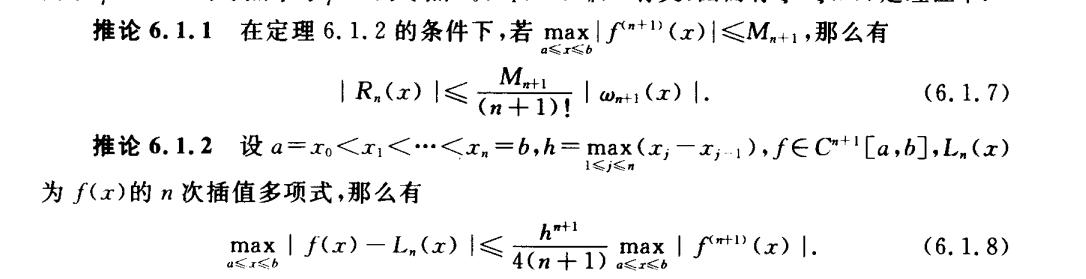 推论 6.1.1 在定理 6.1.2 的条件下,若 max_{a≤x≤b}|f^{(n+1)}(x)|≤M_{n+1},那么有
|R_n(x)|≤ \frac{M_{n+1}}{(n+1)!} |ω_{n+1}(x)|. (6.1.7)
推论 6.1.2 设 a=x_0<x_1<⋯<x_n=b,h=max_{1≤j≤n}(x_j-x_{j-1}),f∈C^{n+1}[a,b],L_n(x)
为 f(x)的 n 次插值多项式,那么有
max_{a≤x≤b}|f(x)-L_n(x)|≤ \frac{h^{n+1}}{4(n+1)} max_{a≤x≤b}|f^{(n+1)}(x)|. (6.1.8)